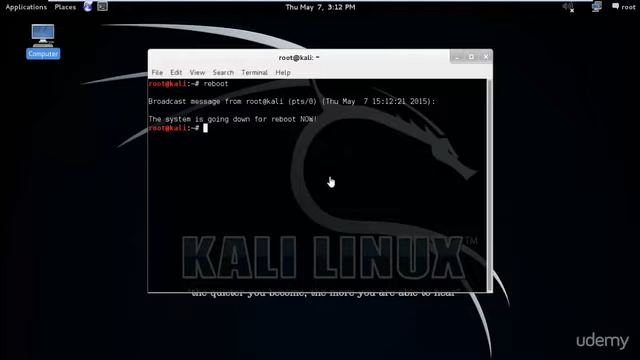 Applications Places Thu May 7, 3:12 PM root
Computer
root@kali: ~
File Edit View Search Terminal Help
root@kali:~# reboot
Broadcast message from root@kali (pts/0) (Thu May  7 15:12:21 2015):
The system is going down for reboot NOW!
root@kali:~#
KALI LINUX™
"the quieter you become, the more you are able to hear"
udemy